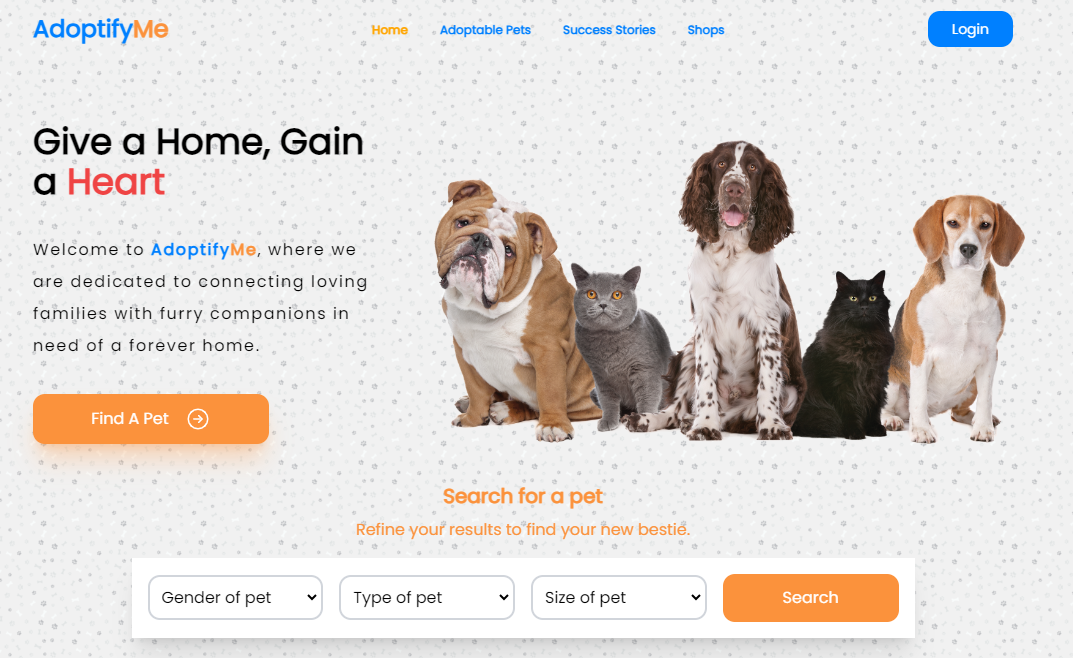 AdoptifyMe
Home
Adoptable Pets
Success Stories
Shops
Login
Give a Home, Gain
a Heart
Welcome to AdoptifyMe, where we
are dedicated to connecting loving
families with furry companions in
need of a forever home.
Find A Pet
Search for a pet
Refine your results to find your new bestie.
Gender of pet
Type of pet
Size of pet
Search